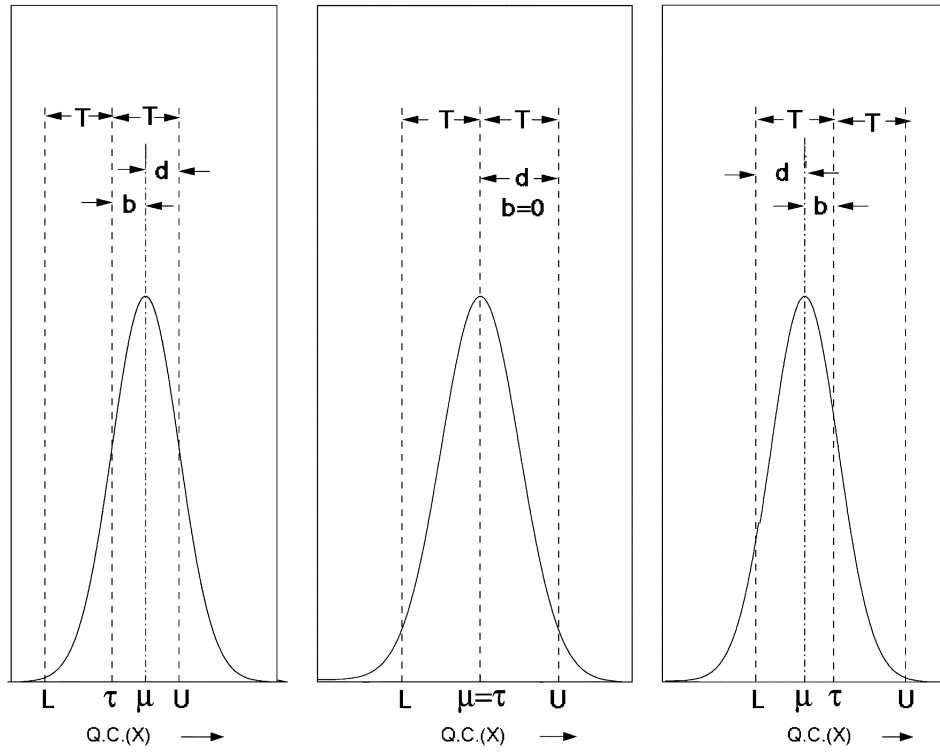 T T
d
b
L τ μ U
Q.C.(X)
T T
d
b=0
L μ=τ U
Q.C.(X)
T T
d
b
L μ τ U
Q.C.(X)